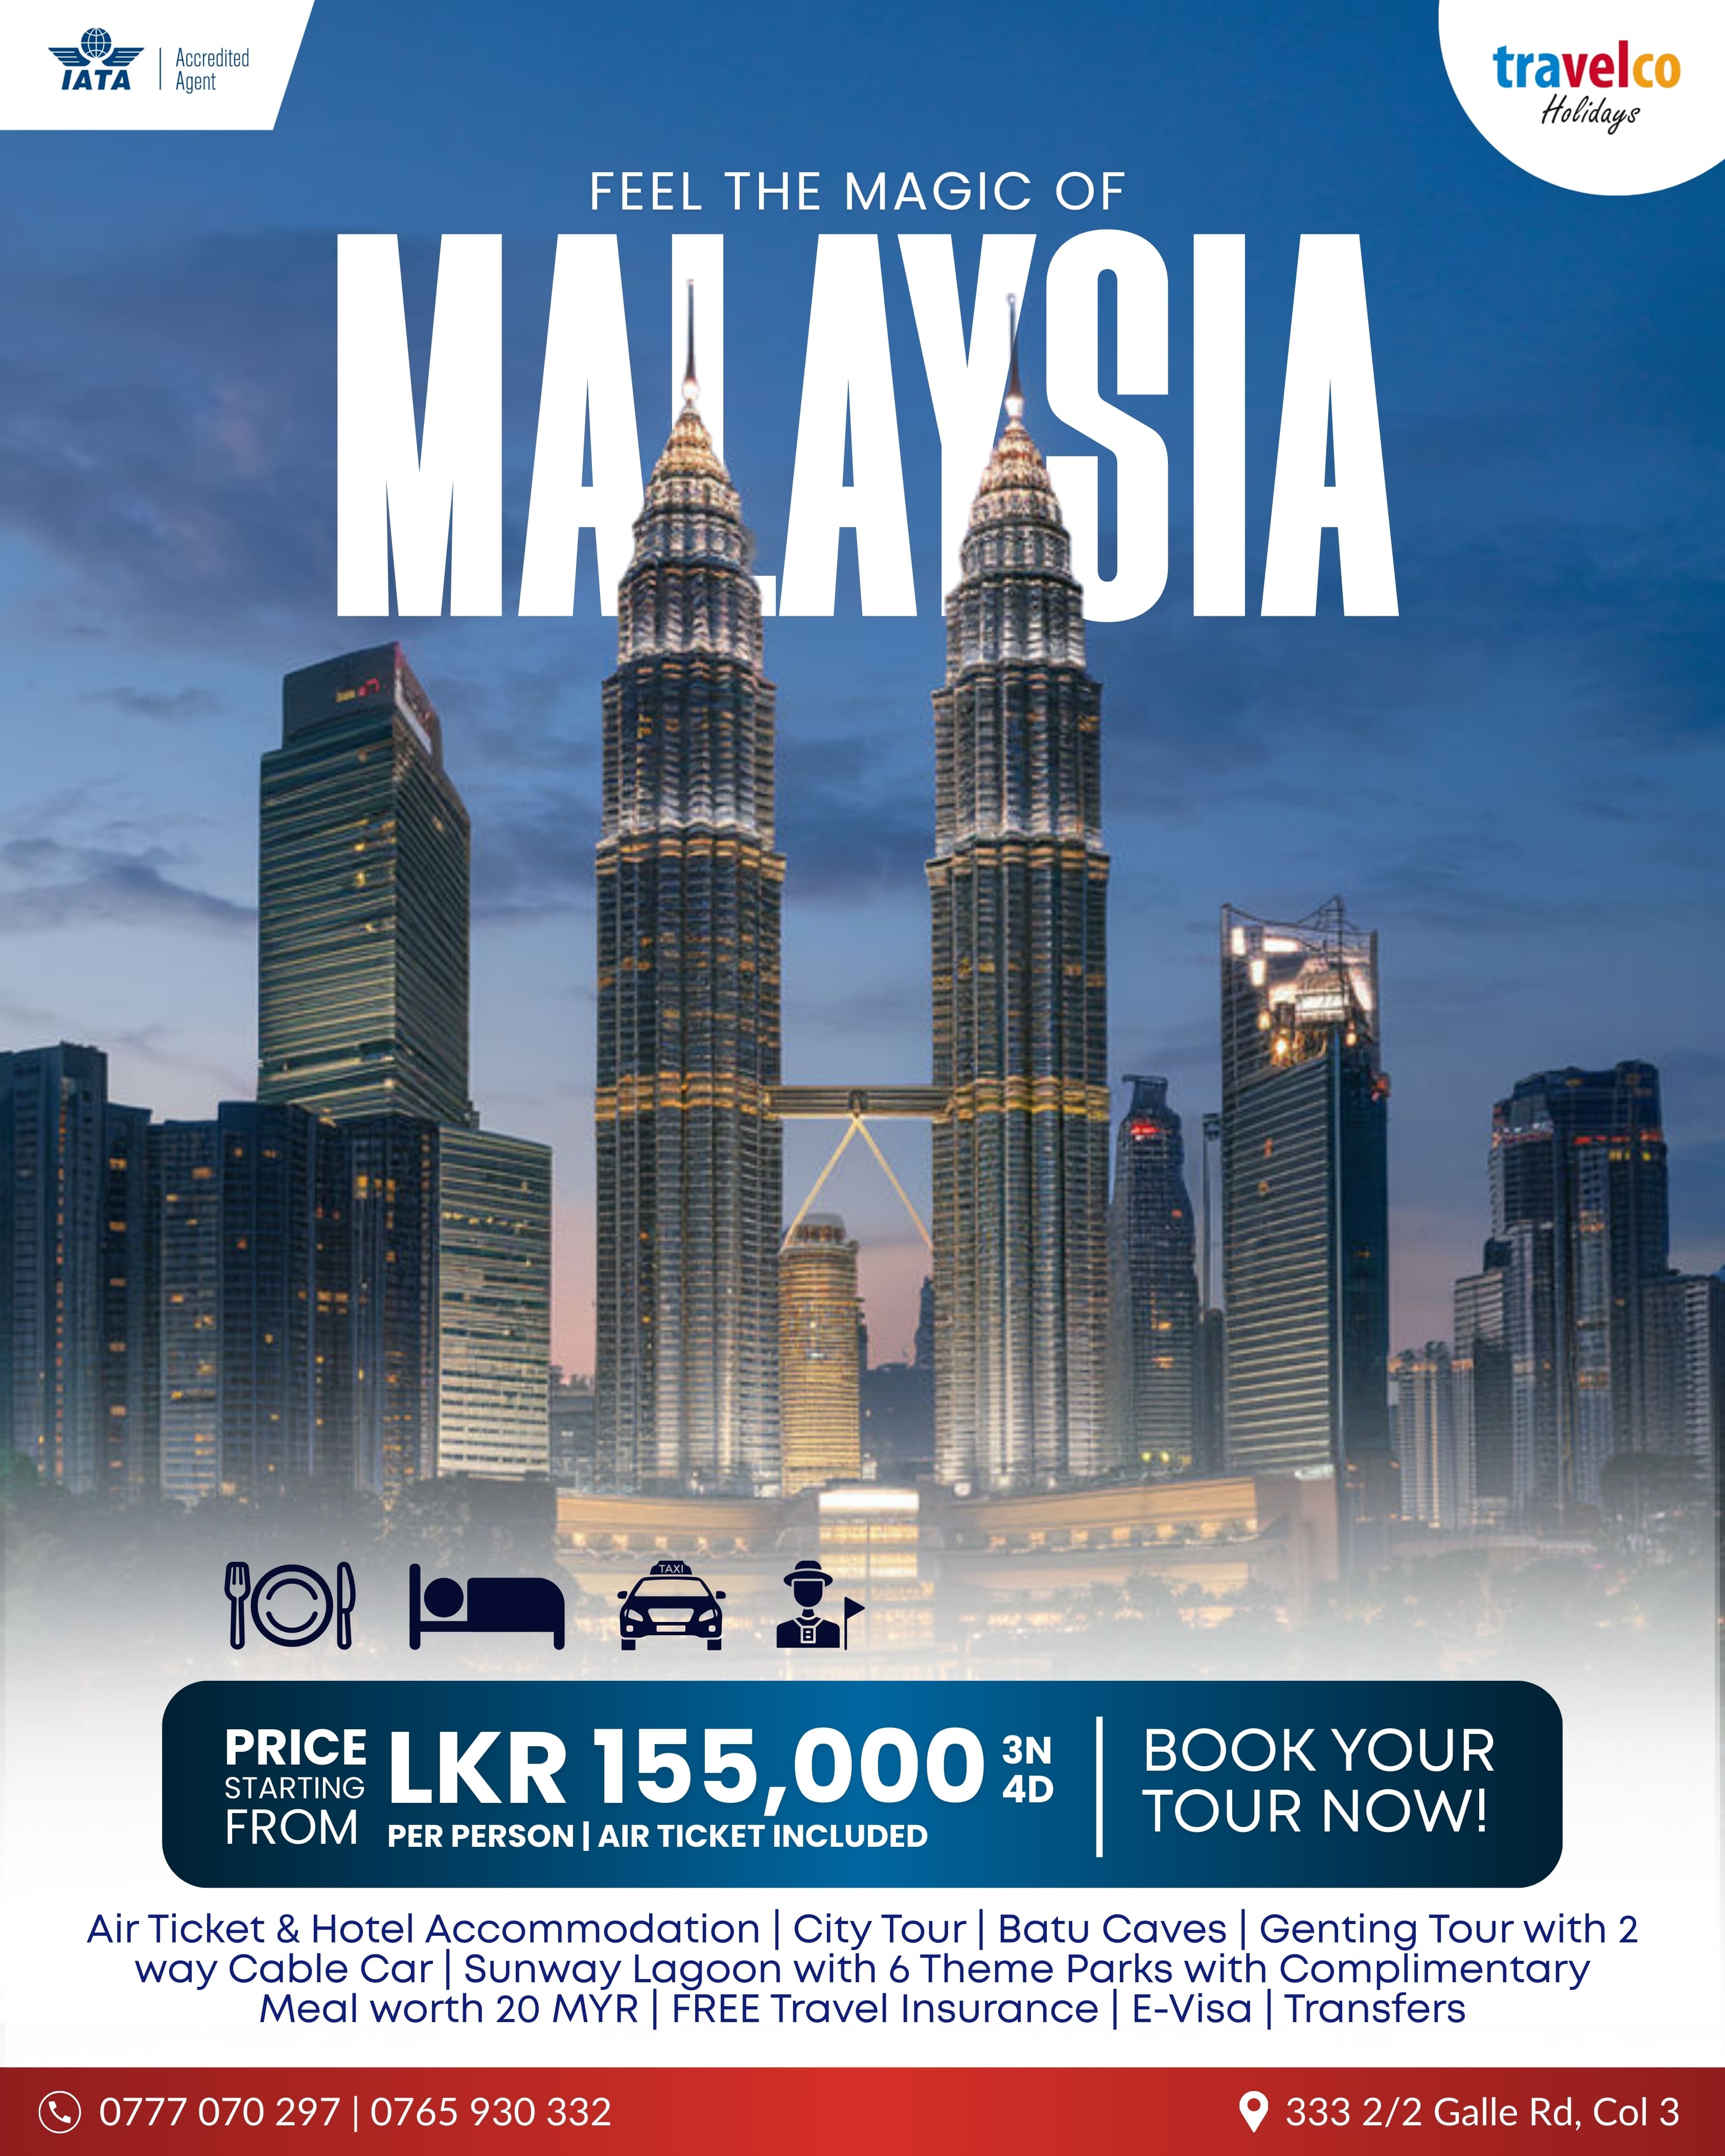 IATA
Accredited
Agent
travelco
Holidays
FEEL THE MAGIC OF
MALAYSIA
TAXI
PRICE
STARTING
FROM
LKR 155,000
3N
4D
PER PERSON | AIR TICKET INCLUDED
BOOK YOUR
TOUR NOW!
Air Ticket & Hotel Accommodation | City Tour | Batu Caves | Genting Tour with 2
way Cable Car | Sunway Lagoon with 6 Theme Parks with Complimentary
Meal worth 20 MYR | FREE Travel Insurance | E-Visa | Transfers
0777 070 297 | 0765 930 332
333 2/2 Galle Rd, Col 3